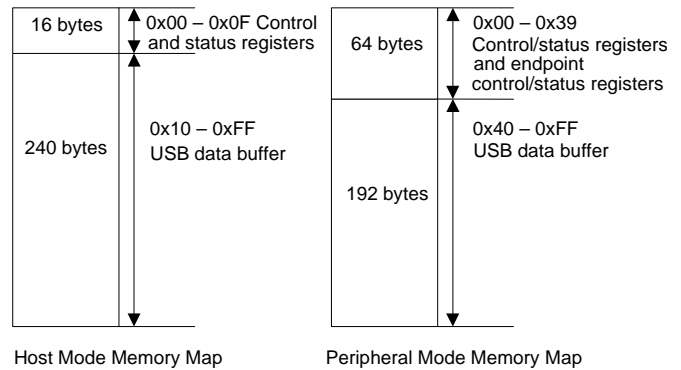 16 bytes
0x00 – 0x0F Control
and status registers
240 bytes
0x10 – 0xFF
USB data buffer
Host Mode Memory Map
64 bytes
0x00 – 0x39
Control/status registers
and endpoint
control/status registers
192 bytes
0x40 – 0xFF
USB data buffer
Peripheral Mode Memory Map